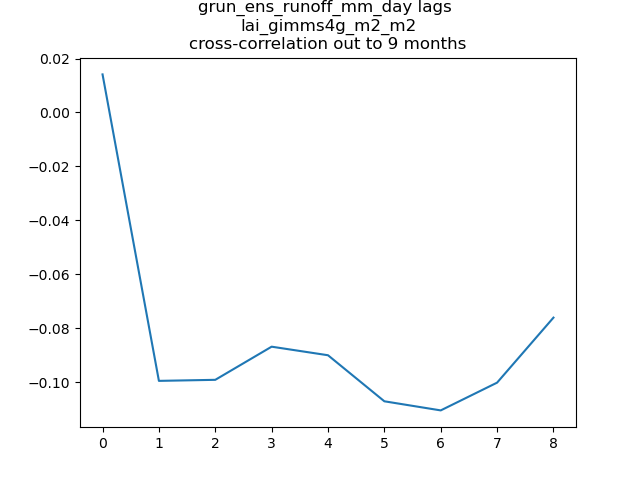 grun_ens_runoff_mm_day lags
lai_gimms4g_m2_m2
cross-correlation out to 9 months
0.02
0.00
−0.02
−0.04
−0.06
−0.08
−0.10
0 1 2 3 4 5 6 7 8